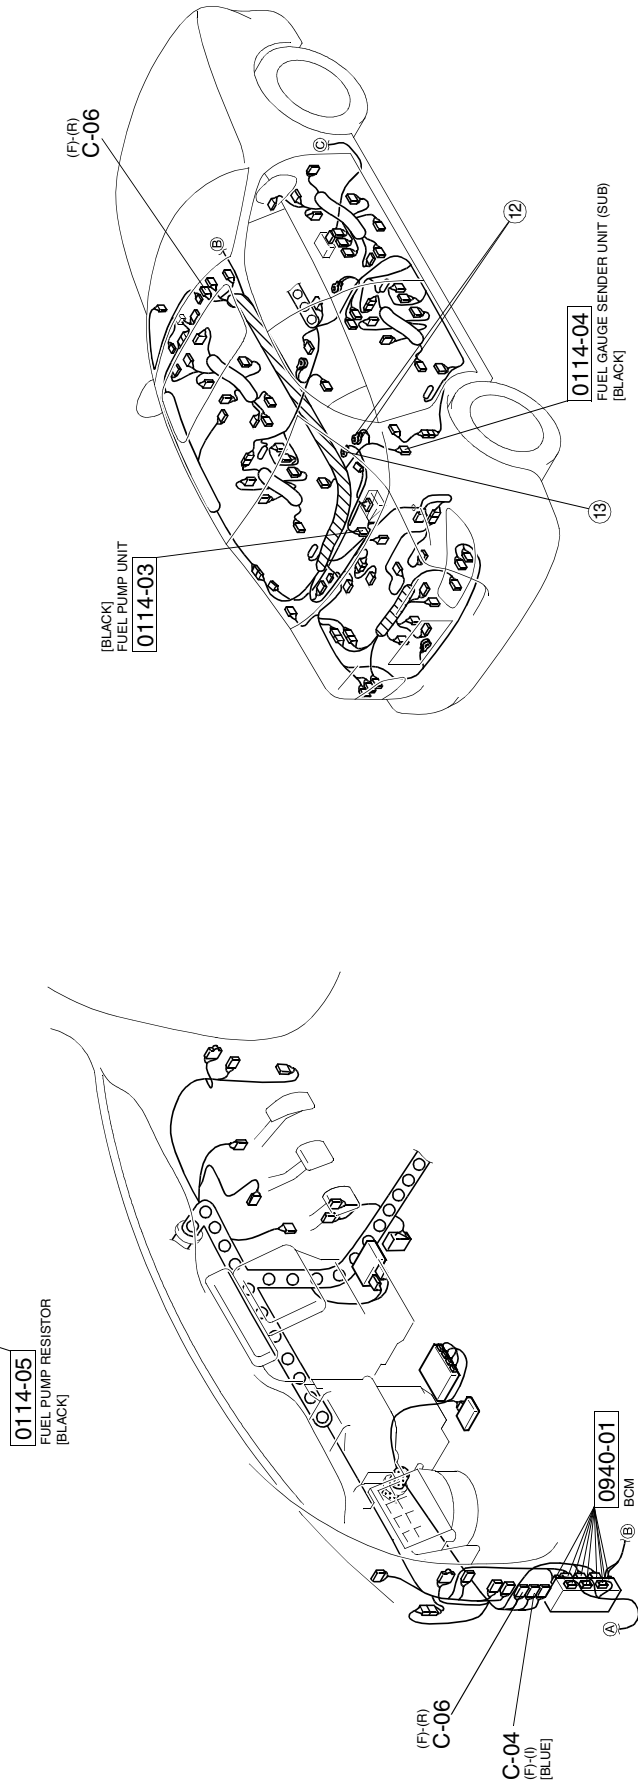 (F)-(R)
C-06
B
C
12
0114-04
FUEL GAUGE SENDER UNIT (SUB)
[BLACK]
13
[BLACK]
FUEL PUMP UNIT
0114-03
0114-05
FUEL PUMP RESISTOR
[BLACK]
0940-01
BCM
B
A
(F)-(R)
C-06
C-04
(F)-(I)
[BLUE]